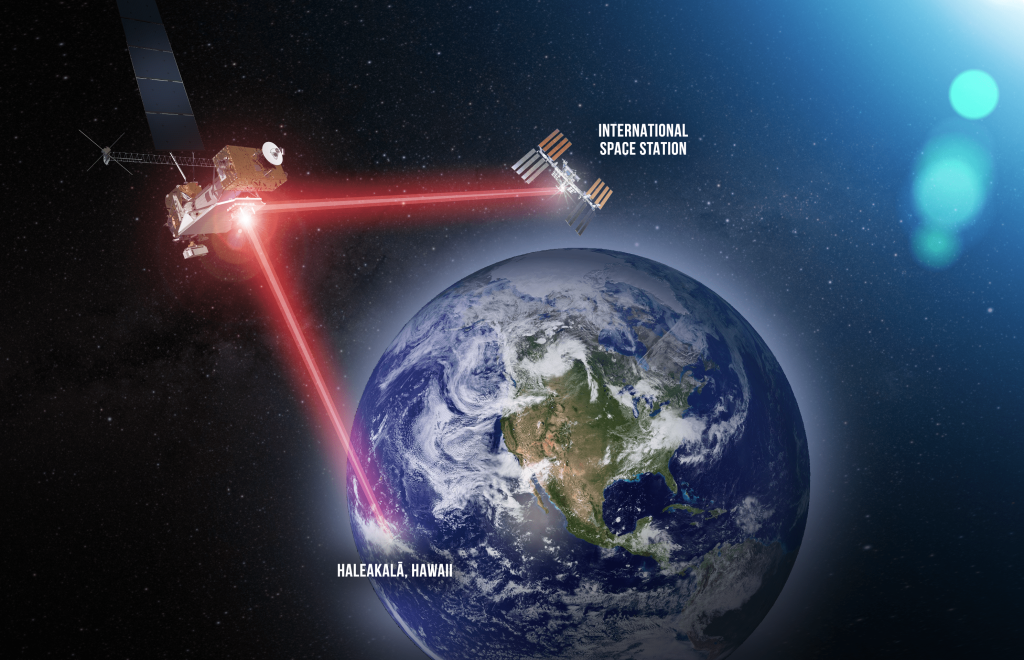 INTERNATIONAL
SPACE STATION
HALEAKALĀ, HAWAII